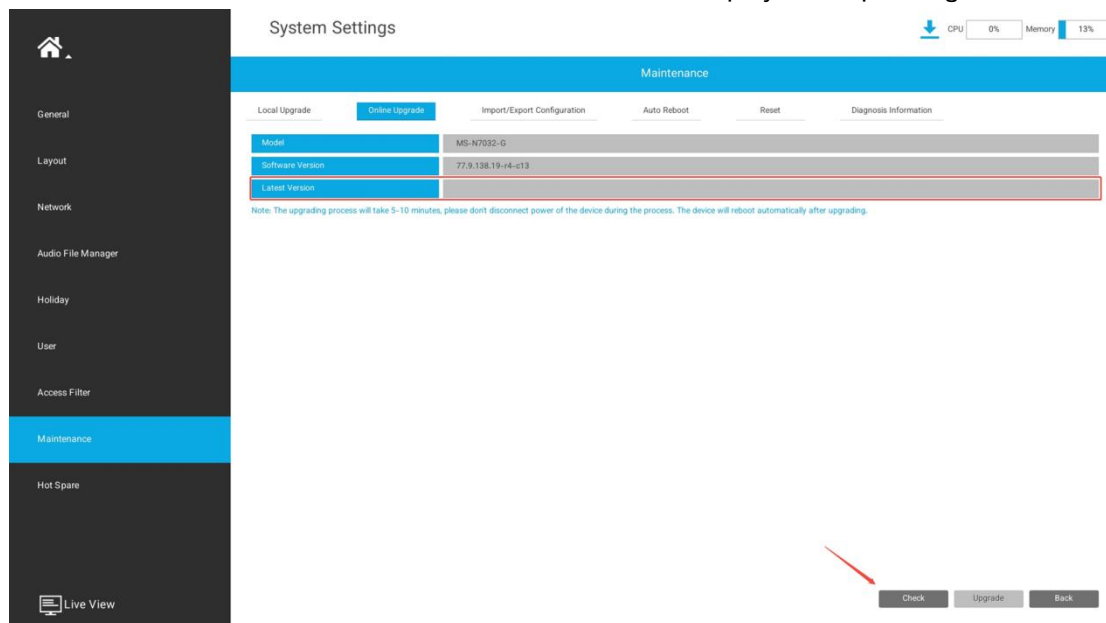 System Settings
CPU 0% Memory 13%
Maintenance
General
Layout
Network
Audio File Manager
Holiday
User
Access Filter
Maintenance
Hot Spare
Live View
Local Upgrade Online Upgrade Import/Export Configuration Auto Reboot Reset Diagnosis Information
Model MS-N7032-G
Software Version 77.9.138.19-r4-c13
Latest Version
Note: The upgrading process will take 5-10 minutes, please don't disconnect power of the device during the process. The device will reboot automatically after upgrading.
Check Upgrade Back